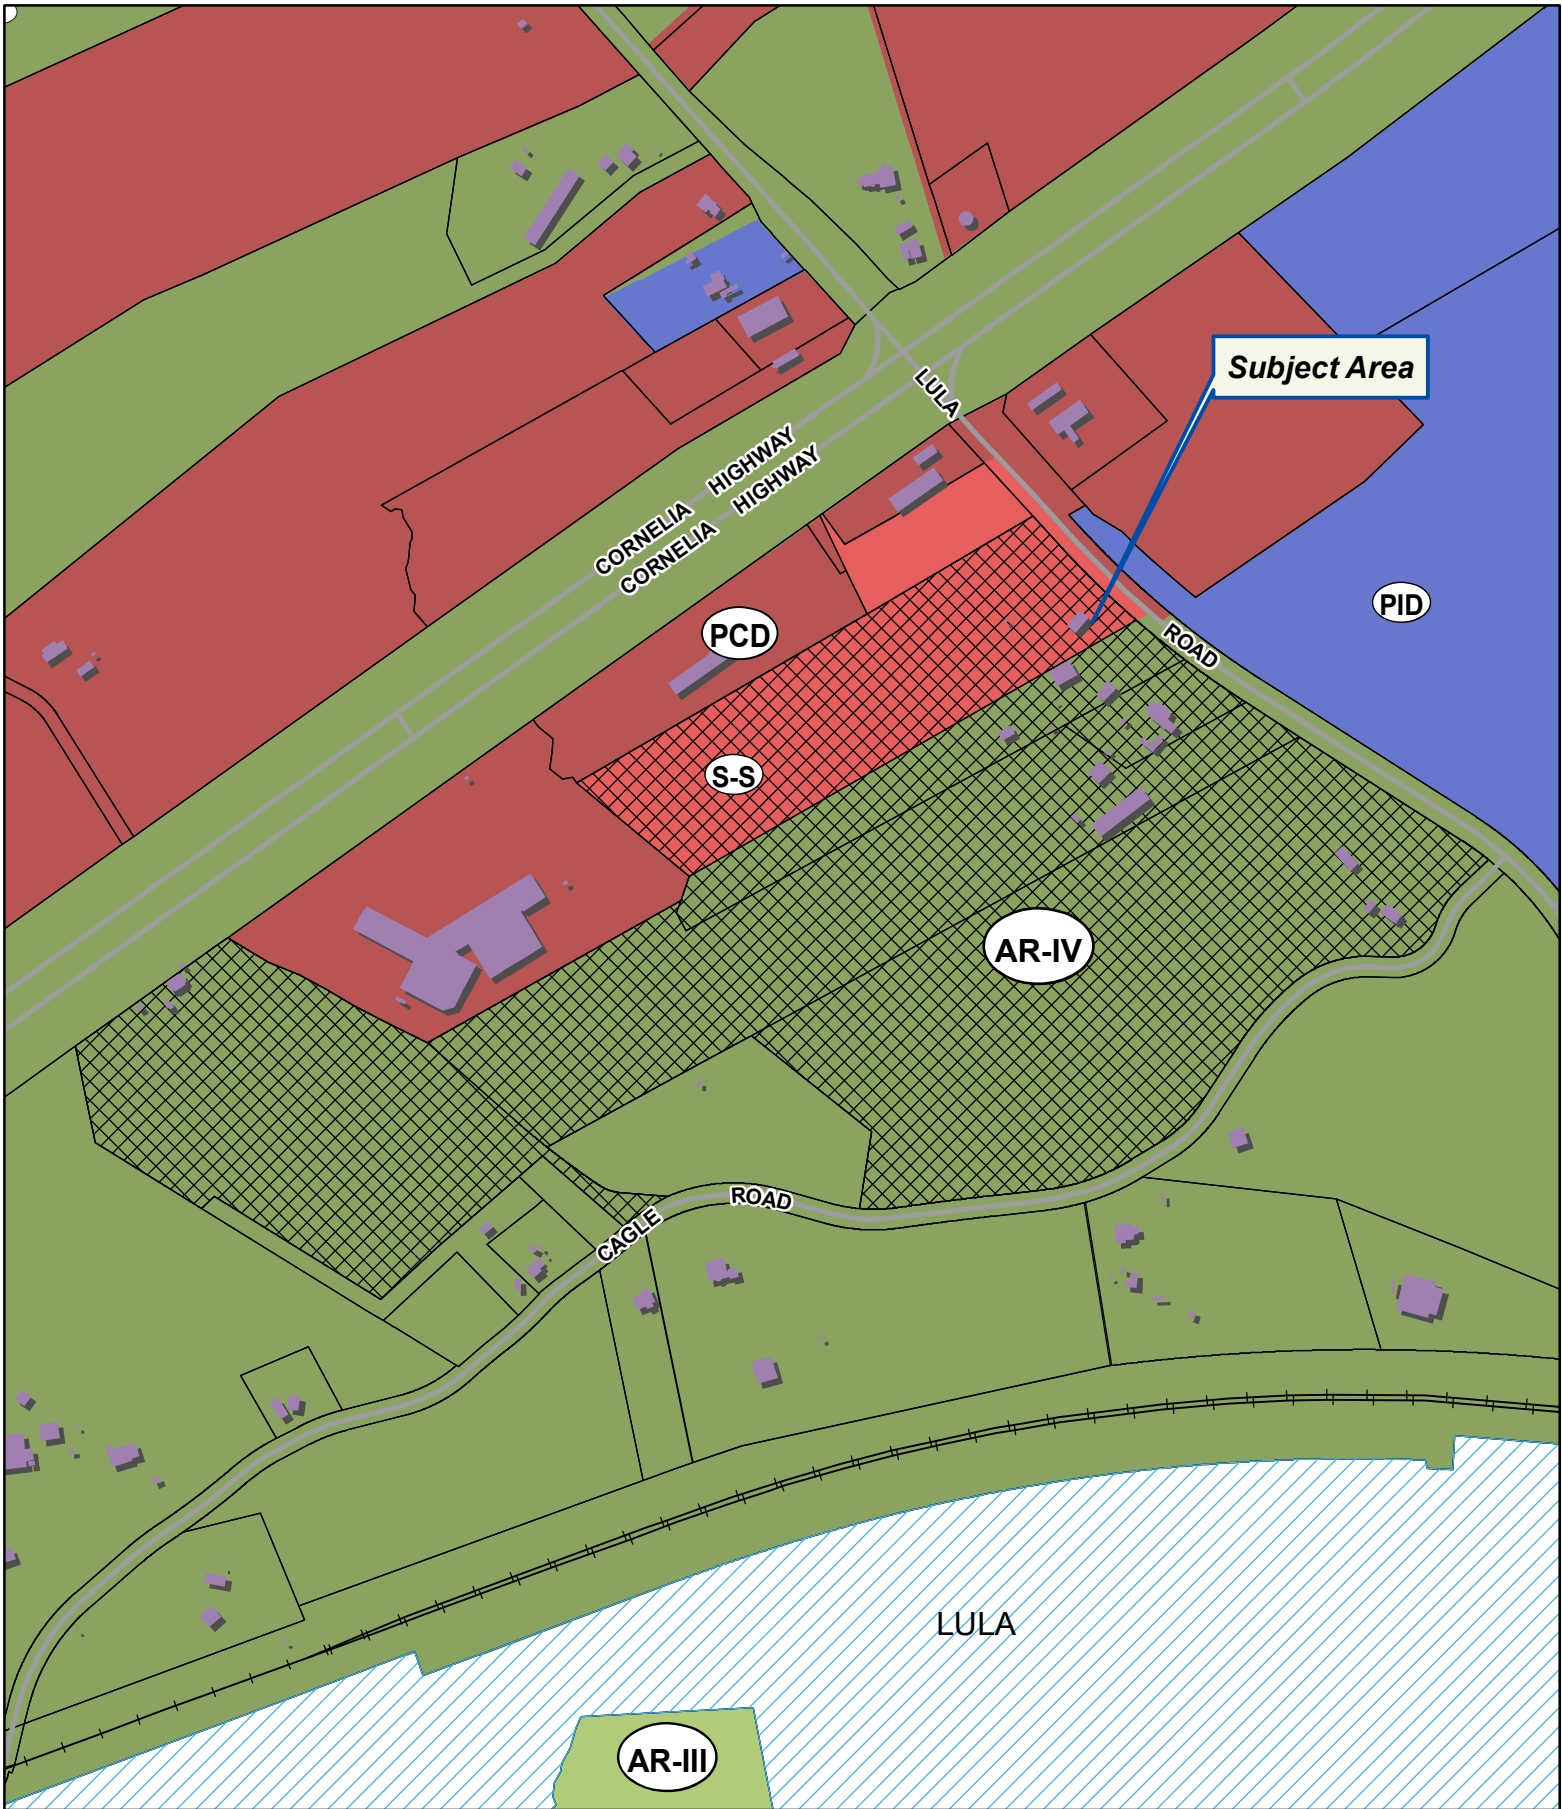 Subject Area
LULA
CORNELIA HIGHWAY
CORNELIA HIGHWAY
PID
PCD
ROAD
S-S
AR-IV
ROAD
CAGLE
LULA
AR-III